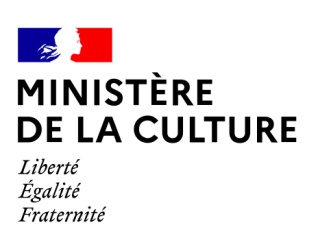 MINISTÈRE
DE LA CULTURE
Liberté
Égalité
Fraternité